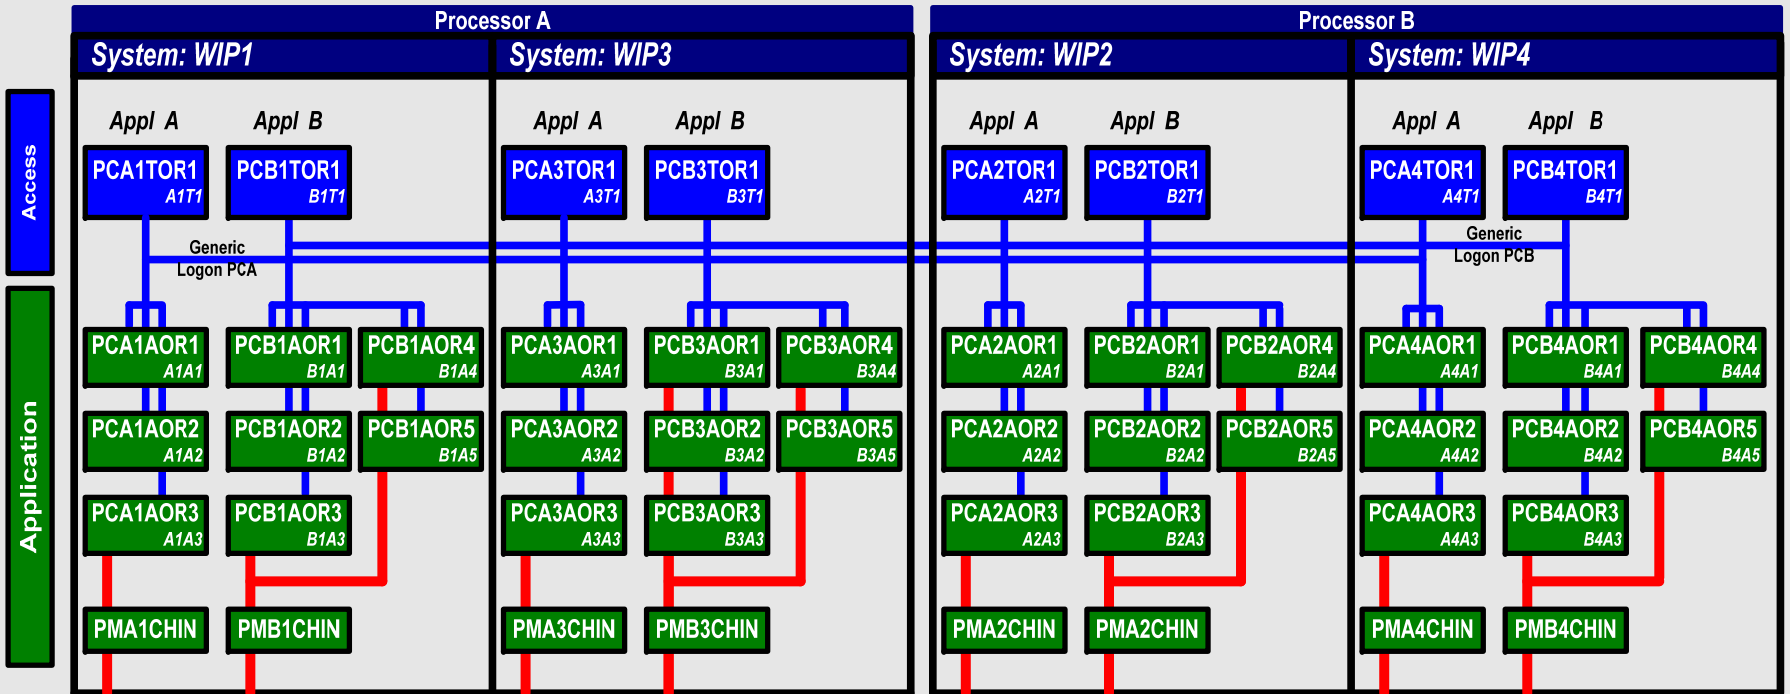 Processor A
Processor B
System: WIP1
System: WIP3
System: WIP2
System: WIP4
Access
Appl A
Appl B
Appl A
Appl B
Appl A
Appl B
Appl A
Appl B
PCA1TOR1
A1T1
PCB1TOR1
B1T1
PCA3TOR1
A3T1
PCB3TOR1
B3T1
PCA2TOR1
A2T1
PCB2TOR1
B2T1
PCA4TOR1
A4T1
PCB4TOR1
B4T1
Generic
Logon PCA
Generic
Logon PCB
Application
PCA1AOR1
A1A1
PCB1AOR1
B1A1
PCB1AOR4
B1A4
PCA3AOR1
A3A1
PCB3AOR1
B3A1
PCB3AOR4
B3A4
PCA2AOR1
A2A1
PCB2AOR1
B2A1
PCB2AOR4
B2A4
PCA4AOR1
A4A1
PCB4AOR1
B4A1
PCB4AOR4
B4A4
PCA1AOR2
A1A2
PCB1AOR2
B1A2
PCB1AOR5
B1A5
PCA3AOR2
A3A2
PCB3AOR2
B3A2
PCB3AOR5
B3A5
PCA2AOR2
A2A2
PCB2AOR2
B2A2
PCB2AOR5
B2A5
PCA4AOR2
A4A2
PCB4AOR2
B4A2
PCB4AOR5
B4A5
PCA1AOR3
A1A3
PCB1AOR3
B1A3
PCA3AOR3
A3A3
PCB3AOR3
B3A3
PCA2AOR3
A2A3
PCB2AOR3
B2A3
PCA4AOR3
A4A3
PCB4AOR3
B4A3
PMA1CHIN
PMB1CHIN
PMA3CHIN
PMB3CHIN
PMA2CHIN
PMA2CHIN
PMA4CHIN
PMB4CHIN